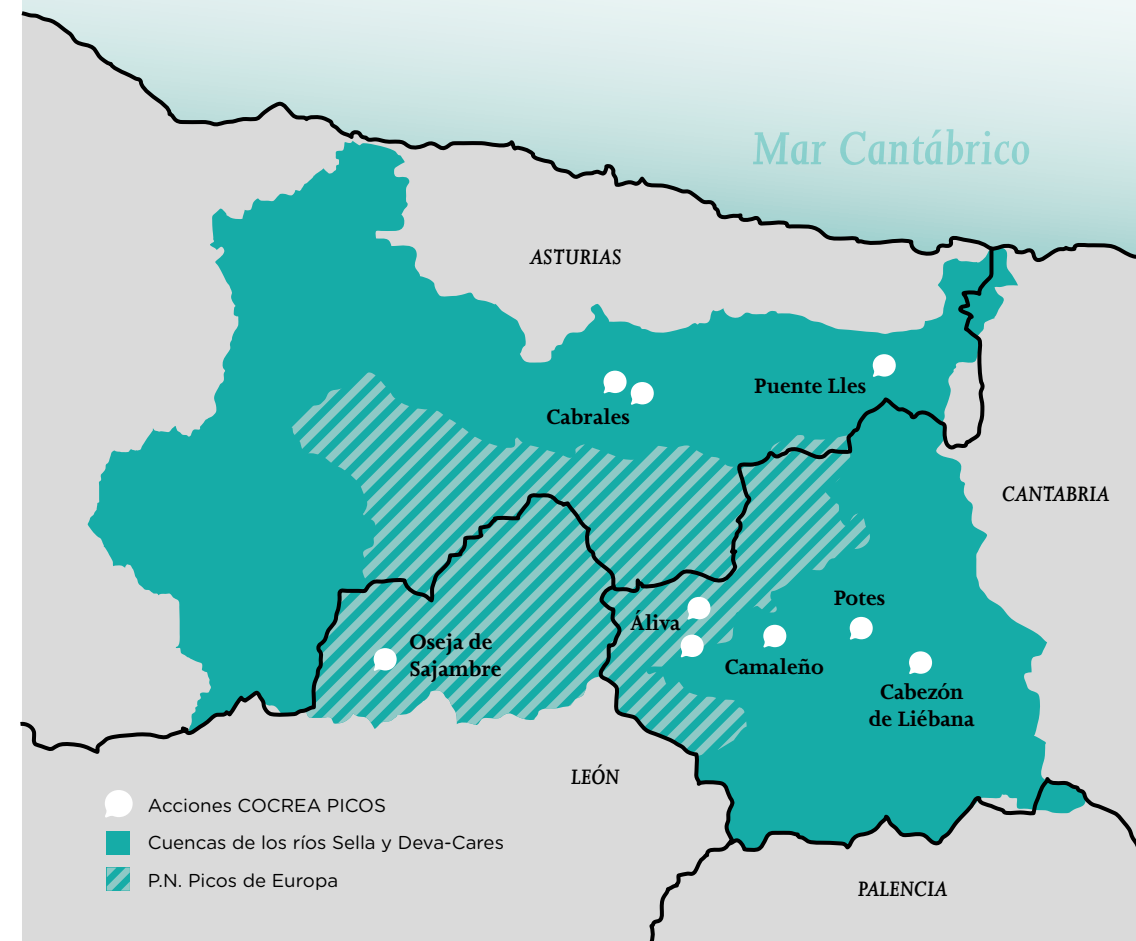 Mar Cantábrico
ASTURIAS
Puente Lles
Cabrales
CANTABRIA
Potes
Áliva
Oseja de
Sajambre
Camaleño
Cabezón
de Liébana
LEÓN
Acciones COCREA PICOS
Cuencas de los ríos Sella y Deva-Cares
P.N. Picos de Europa
PALENCIA